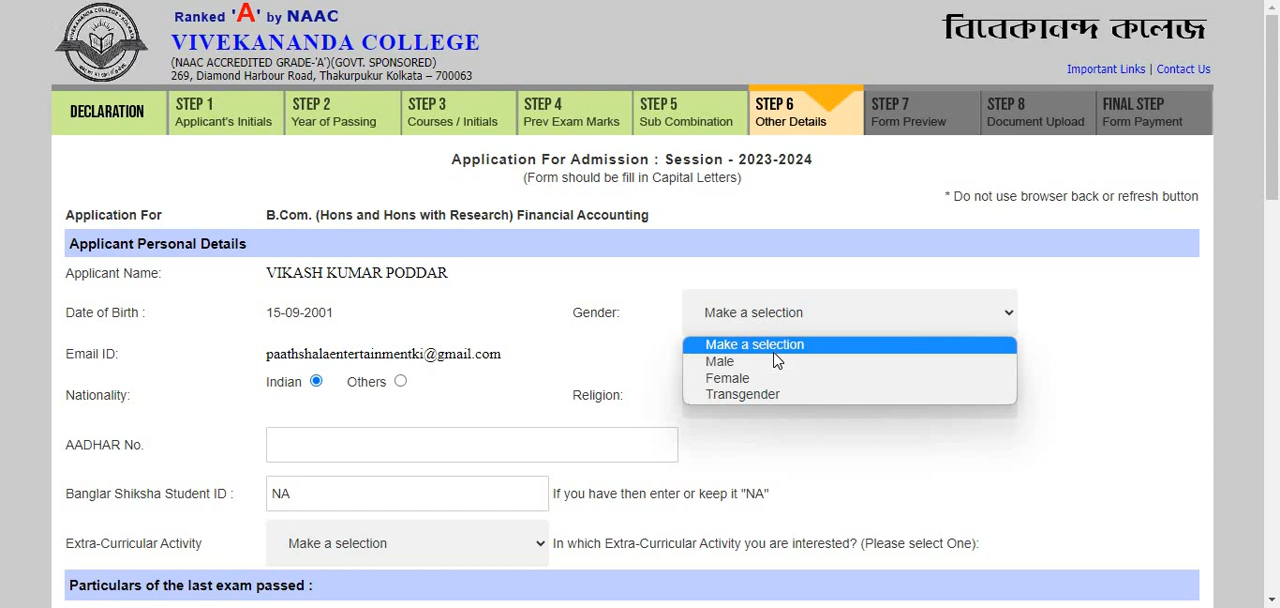 Ranked 'A' by NAAC
VIVEKANANDA COLLEGE
(NAAC ACCREDITED GRADE-'A')(GOVT. SPONSORED)
269, Diamond Harbour Road, Thakurpukur Kolkata – 700063
বিবেকানন্দ কলেজ
Important Links | Contact Us
DECLARATION
STEP 1
Applicant's Initials
STEP 2
Year of Passing
STEP 3
Courses / Initials
STEP 4
Prev Exam Marks
STEP 5
Sub Combination
STEP 6
Other Details
STEP 7
Form Preview
STEP 8
Document Upload
FINAL STEP
Form Payment
Application For Admission : Session - 2023-2024
(Form should be fill in Capital Letters)
* Do not use browser back or refresh button
Application For B.Com. (Hons and Hons with Research) Financial Accounting
Applicant Personal Details
Applicant Name: VIKASH KUMAR PODDAR
Date of Birth : 15-09-2001 Gender: Make a selection
Make a selection
Male
Female
Transgender
Email ID: paathshalaentertainmentki@gmail.com
Nationality: Indian Others Religion:
AADHAR No.
Banglar Shiksha Student ID : NA If you have then enter or keep it "NA"
Extra-Curricular Activity Make a selection In which Extra-Curricular Activity you are interested? (Please select One):
Particulars of the last exam passed :